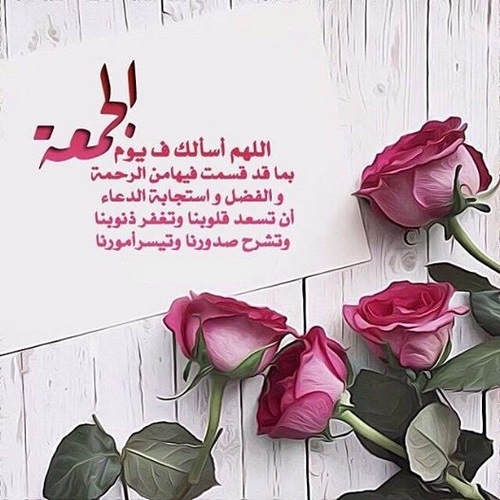 اللهم أسألك ف يوم الجمعة
بما قد قسمت فيهامن الرحمة
و الفضل و استجابة الدعاء
أن تسعد قلوبنا وتغفر ذنوبنا
وتشرح صدورنا وتيسرأمورنا